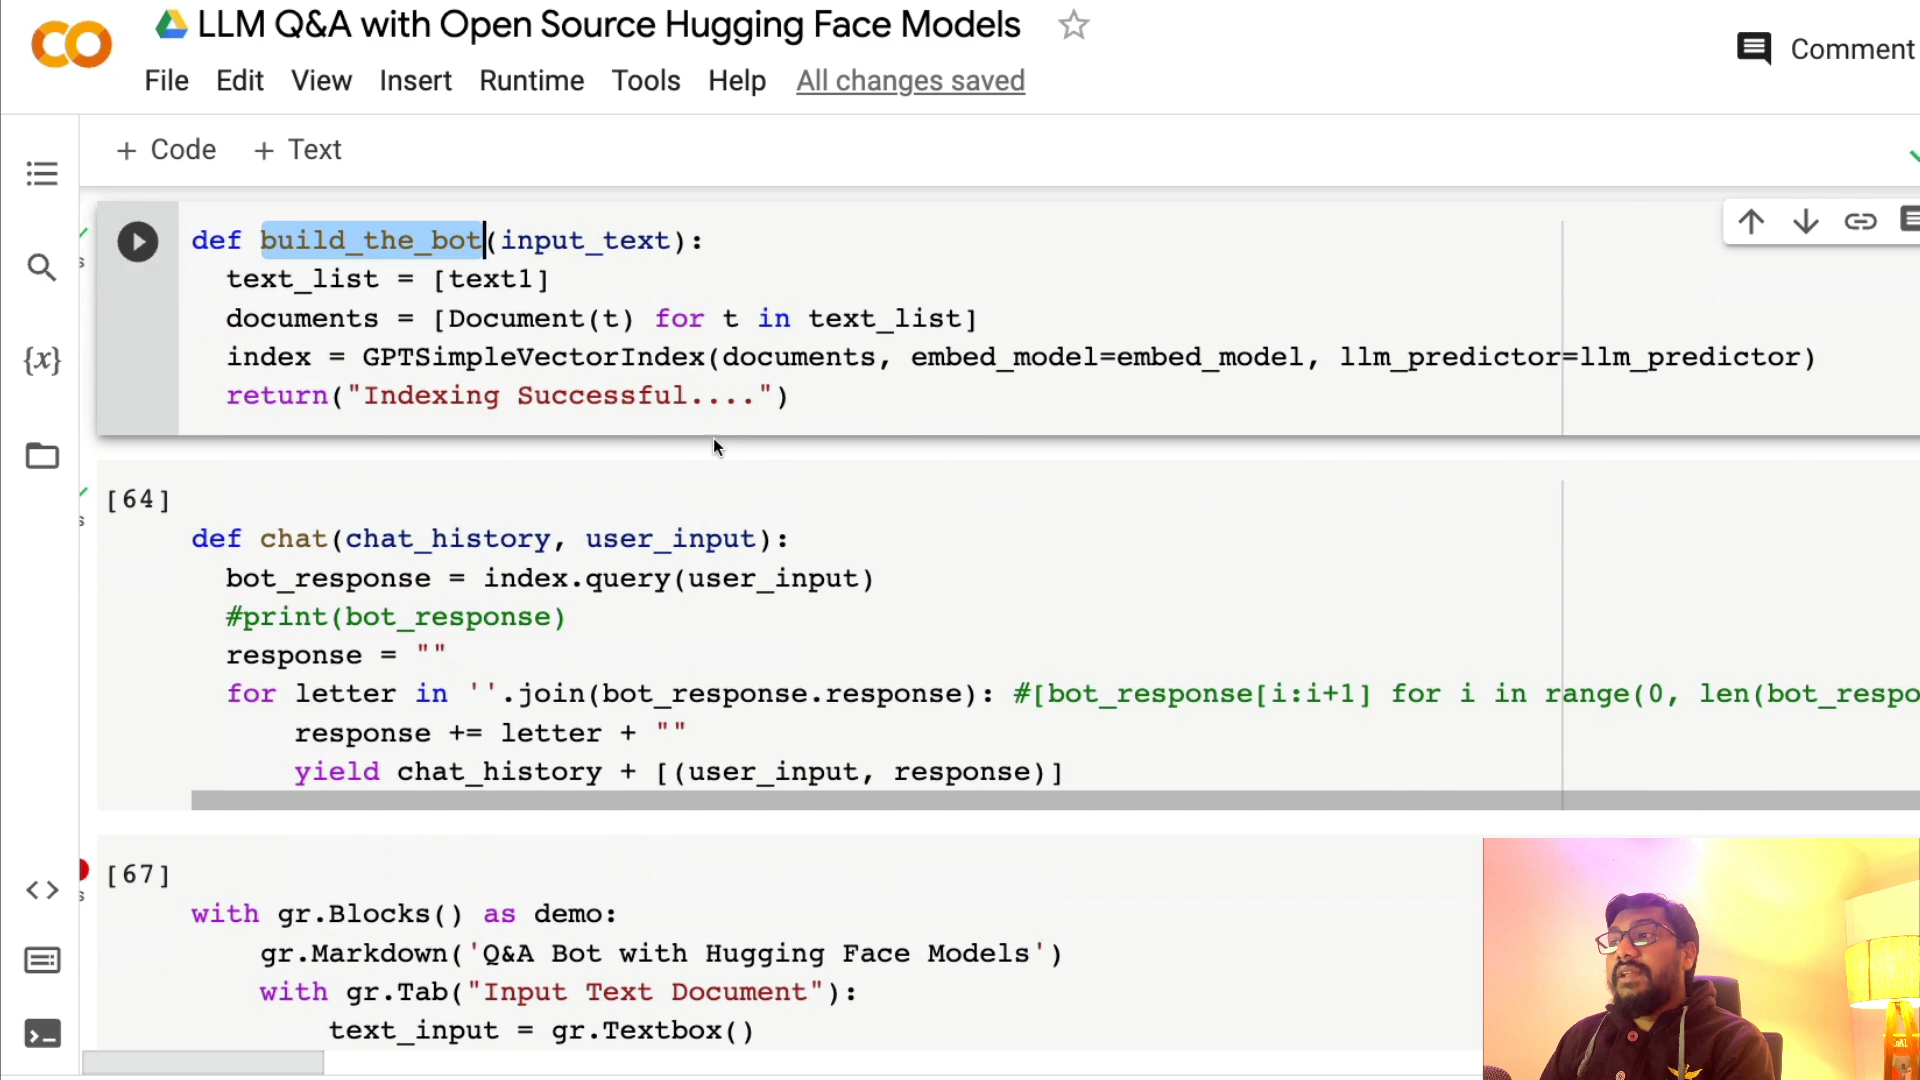 LLM Q&A with Open Source Hugging Face Models
Comment
File Edit View Insert Runtime Tools Help All changes saved
+ Code + Text
def build_the_bot(input_text):
text_list = [text1]
documents = [Document(t) for t in text_list]
index = GPTSimpleVectorIndex(documents, embed_model=embed_model, llm_predictor=llm_predictor)
return("Indexing Successful....")
{x}
s
[64]
s
def chat(chat_history, user_input):
bot_response = index.query(user_input)
#print(bot_response)
response = ""
for letter in ''.join(bot_response.response): #[bot_response[i:i+1] for i in range(0, len(bot_respo
response += letter + ""
yield chat_history + [(user_input, response)]
[67]
s
with gr.Blocks() as demo:
gr.Markdown('Q&A Bot with Hugging Face Models')
with gr.Tab("Input Text Document"):
text_input = gr.Textbox()